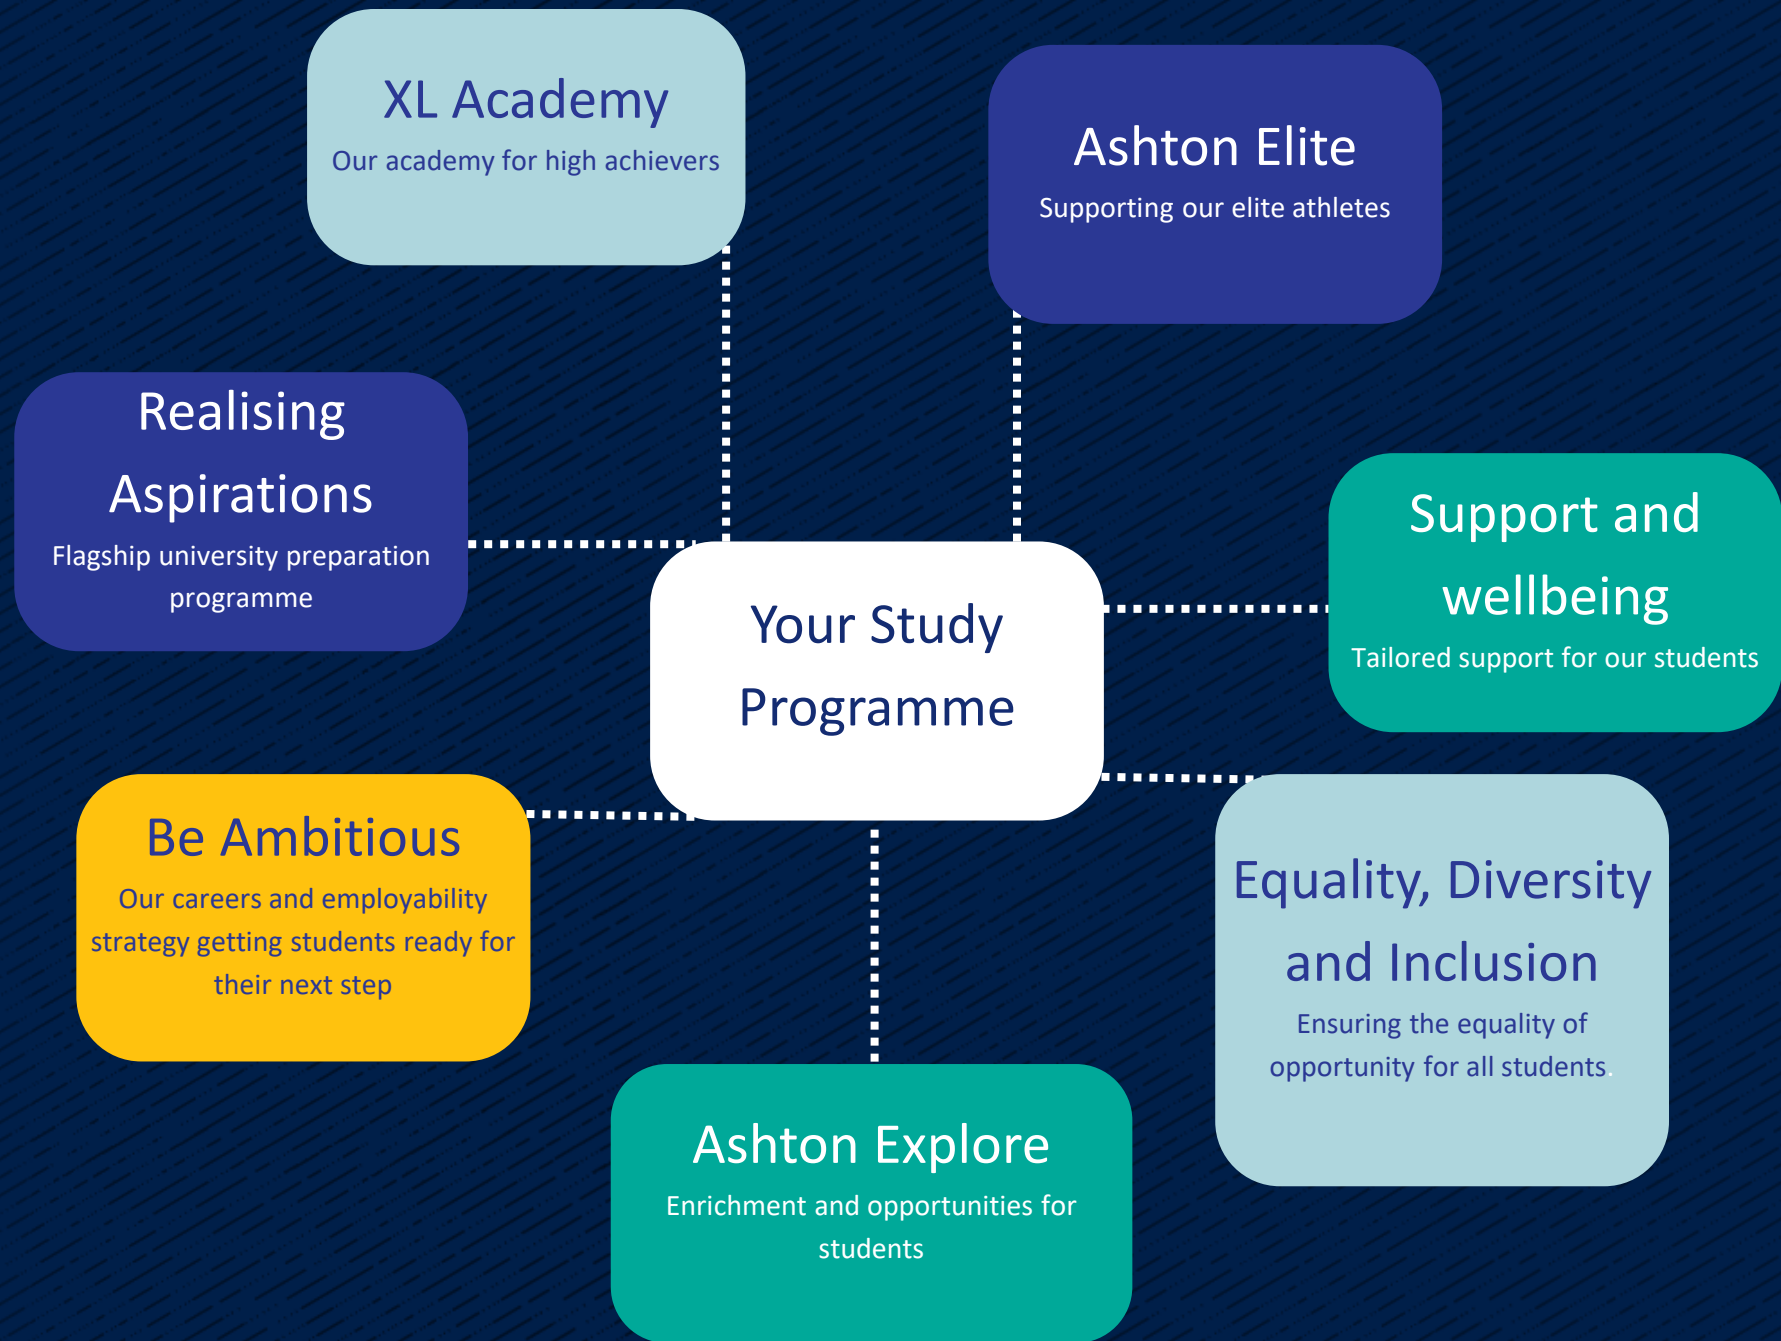 XL Academy
Our academy for high achievers
Ashton Elite
Supporting our elite athletes
Realising
Aspirations
Flagship university preparation
programme
Support and
wellbeing
Tailored support for our students
Your Study
Programme
Be Ambitious
Our careers and employability
strategy getting students ready for
their next step
Equality, Diversity
and Inclusion
Ensuring the equality of
opportunity for all students.
Ashton Explore
Enrichment and opportunities for
students